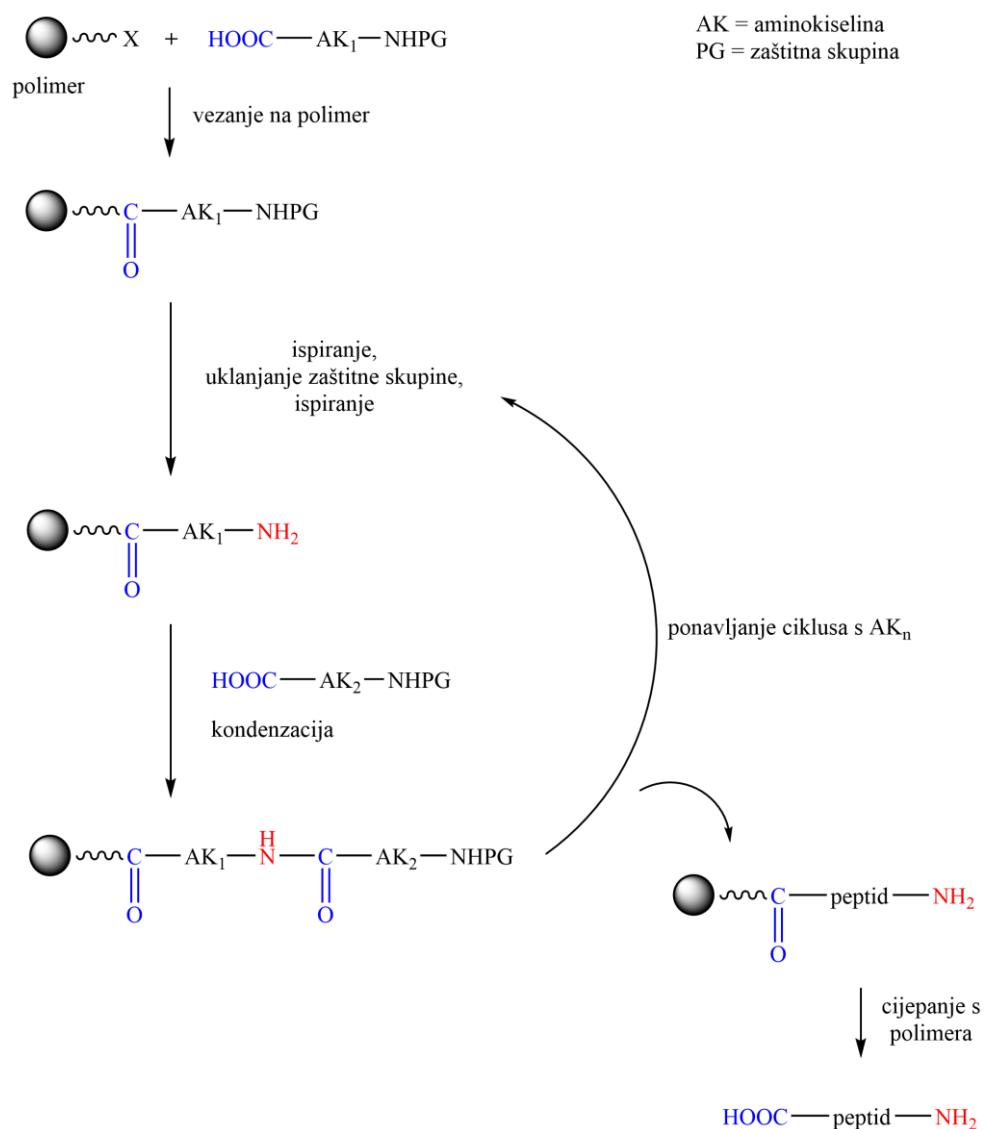 X + HOOC—AK₁—NHPG
AK = aminokiselina
PG = zaštitna skupina
polimer
vezanje na polimer
C—AK₁—NHPG
O
ispiranje,
uklanjanje zaštitne skupine,
ispiranje
C—AK₁—NH₂
O
ponavljanje ciklusa s AKₙ
HOOC—AK₂—NHPG
kondenzacija
H
C—AK₁—N—C—AK₂—NHPG
O O
C—peptid—NH₂
O
cijepanje s
polimera
HOOC—peptid—NH₂